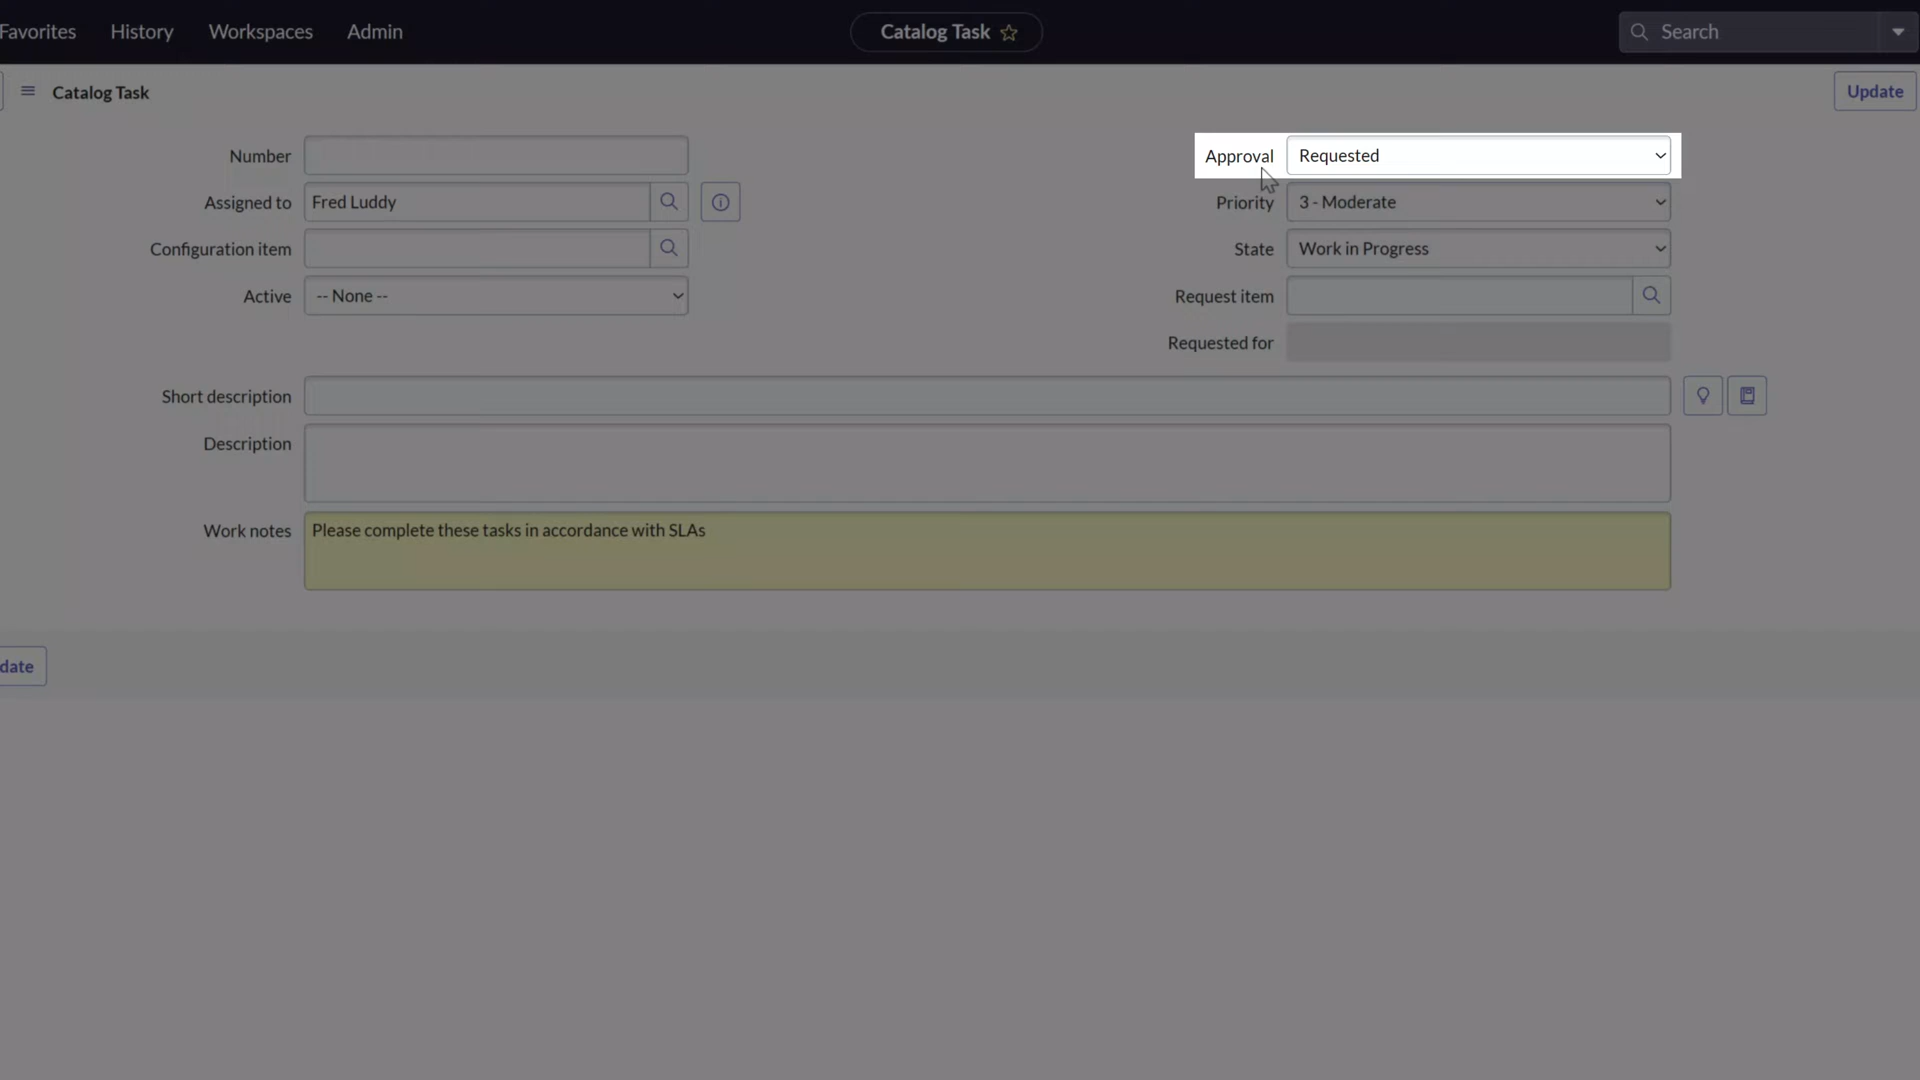 Favorites
History
Workspaces
Admin
Catalog Task
Search
Catalog Task
Update
Number
Approval
Requested
Assigned to
Fred Luddy
Priority
3 - Moderate
Configuration item
State
Work in Progress
Active
-- None --
Request item
Requested for
Short description
Description
Work notes
Please complete these tasks in accordance with SLAs
date